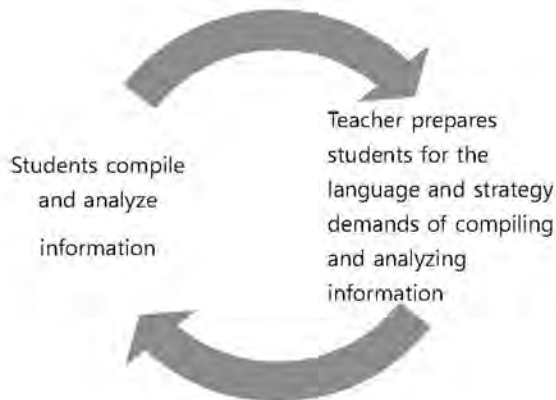 Students compile
and analyze
information
Teacher prepares
students for the
language and strategy
demands of compiling
and analyzing
information